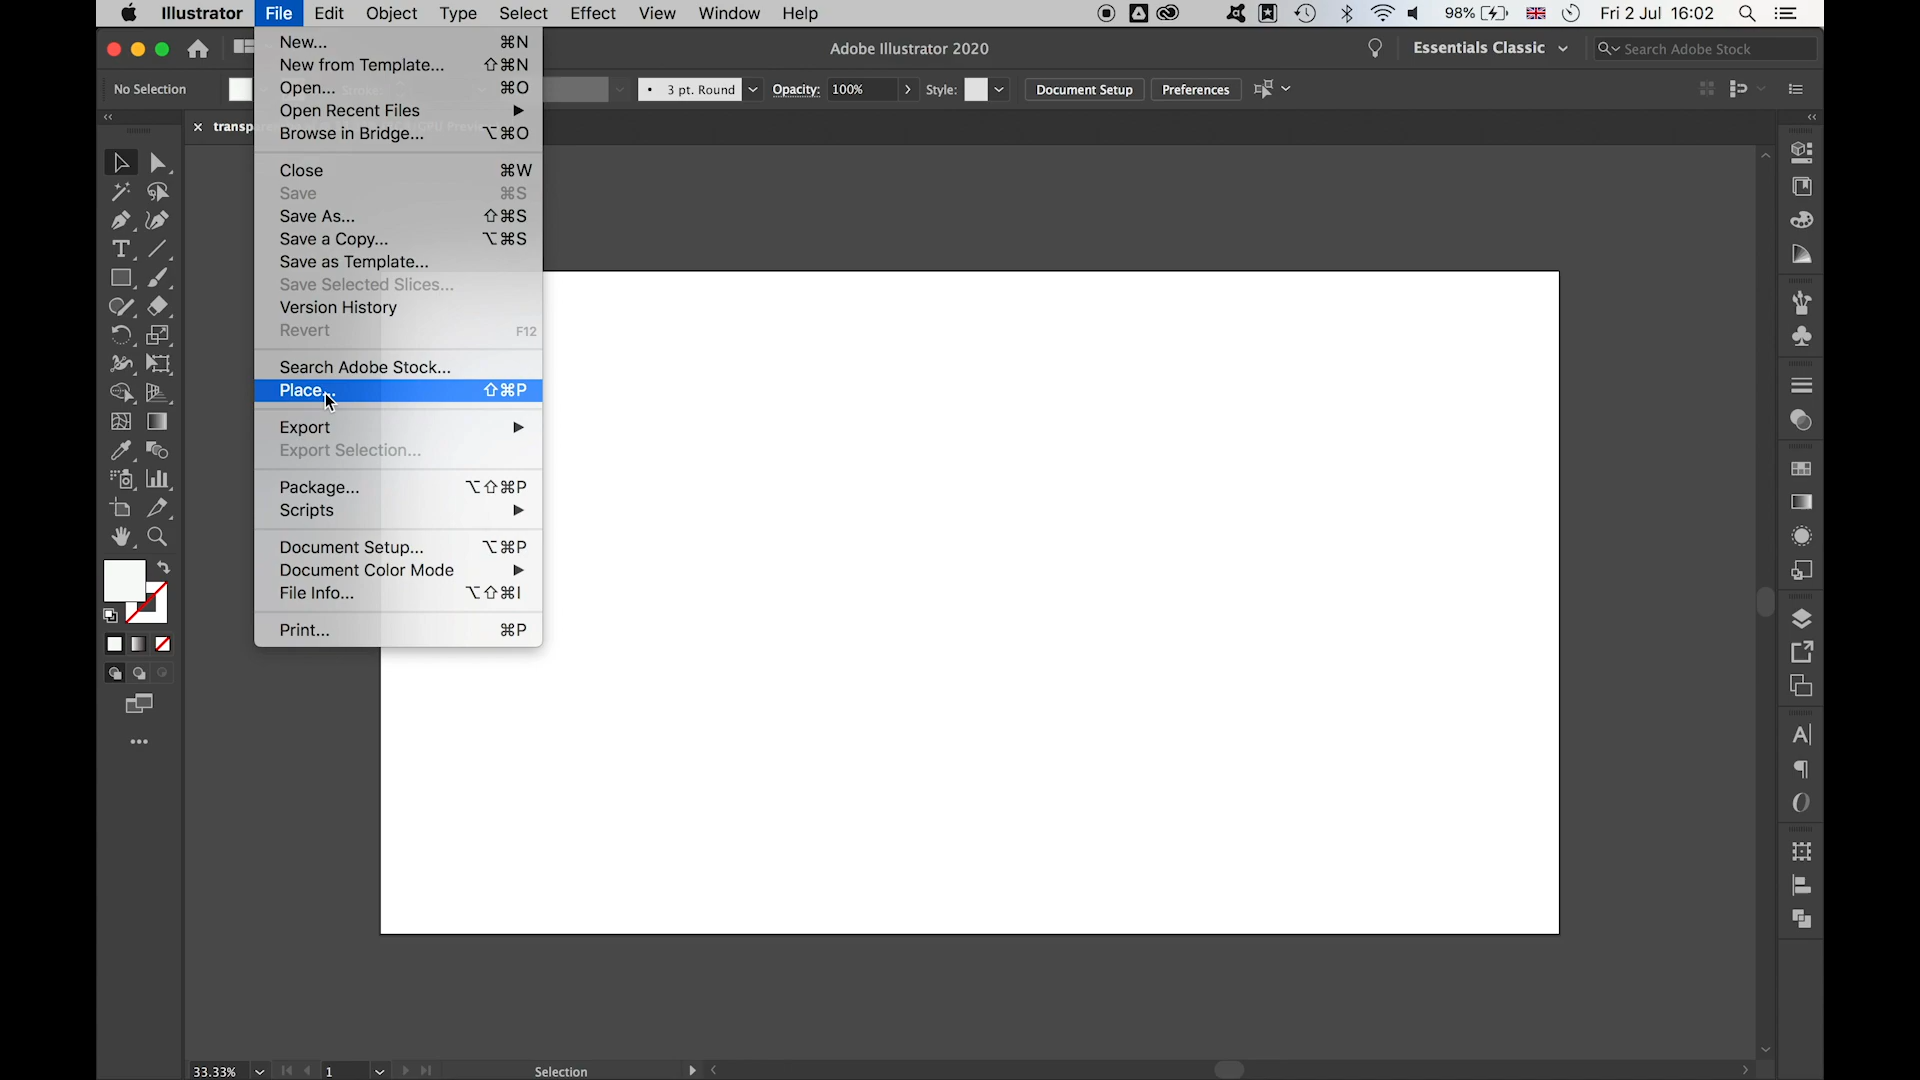 Illustrator File Edit Object Type Select Effect View Window Help 98% Fri 2 Jul 16:02
Adobe Illustrator 2020 Essentials Classic Search Adobe Stock
No Selection 3 pt. Round Opacity: 100% Style: Document Setup Preferences
transp
New... ⌘N
New from Template... ⇧⌘N
Open... ⌘O
Open Recent Files
Browse in Bridge... ⌥⌘O
Close ⌘W
Save ⌘S
Save As... ⇧⌘S
Save a Copy... ⌥⌘S
Save as Template...
Save Selected Slices...
Version History
Revert F12
Search Adobe Stock...
Place... ⇧⌘P
Export
Export Selection...
Package... ⌥⇧⌘P
Scripts
Document Setup... ⌥⌘P
Document Color Mode
File Info... ⌥⇧⌘I
Print... ⌘P
33.33% 1 Selection